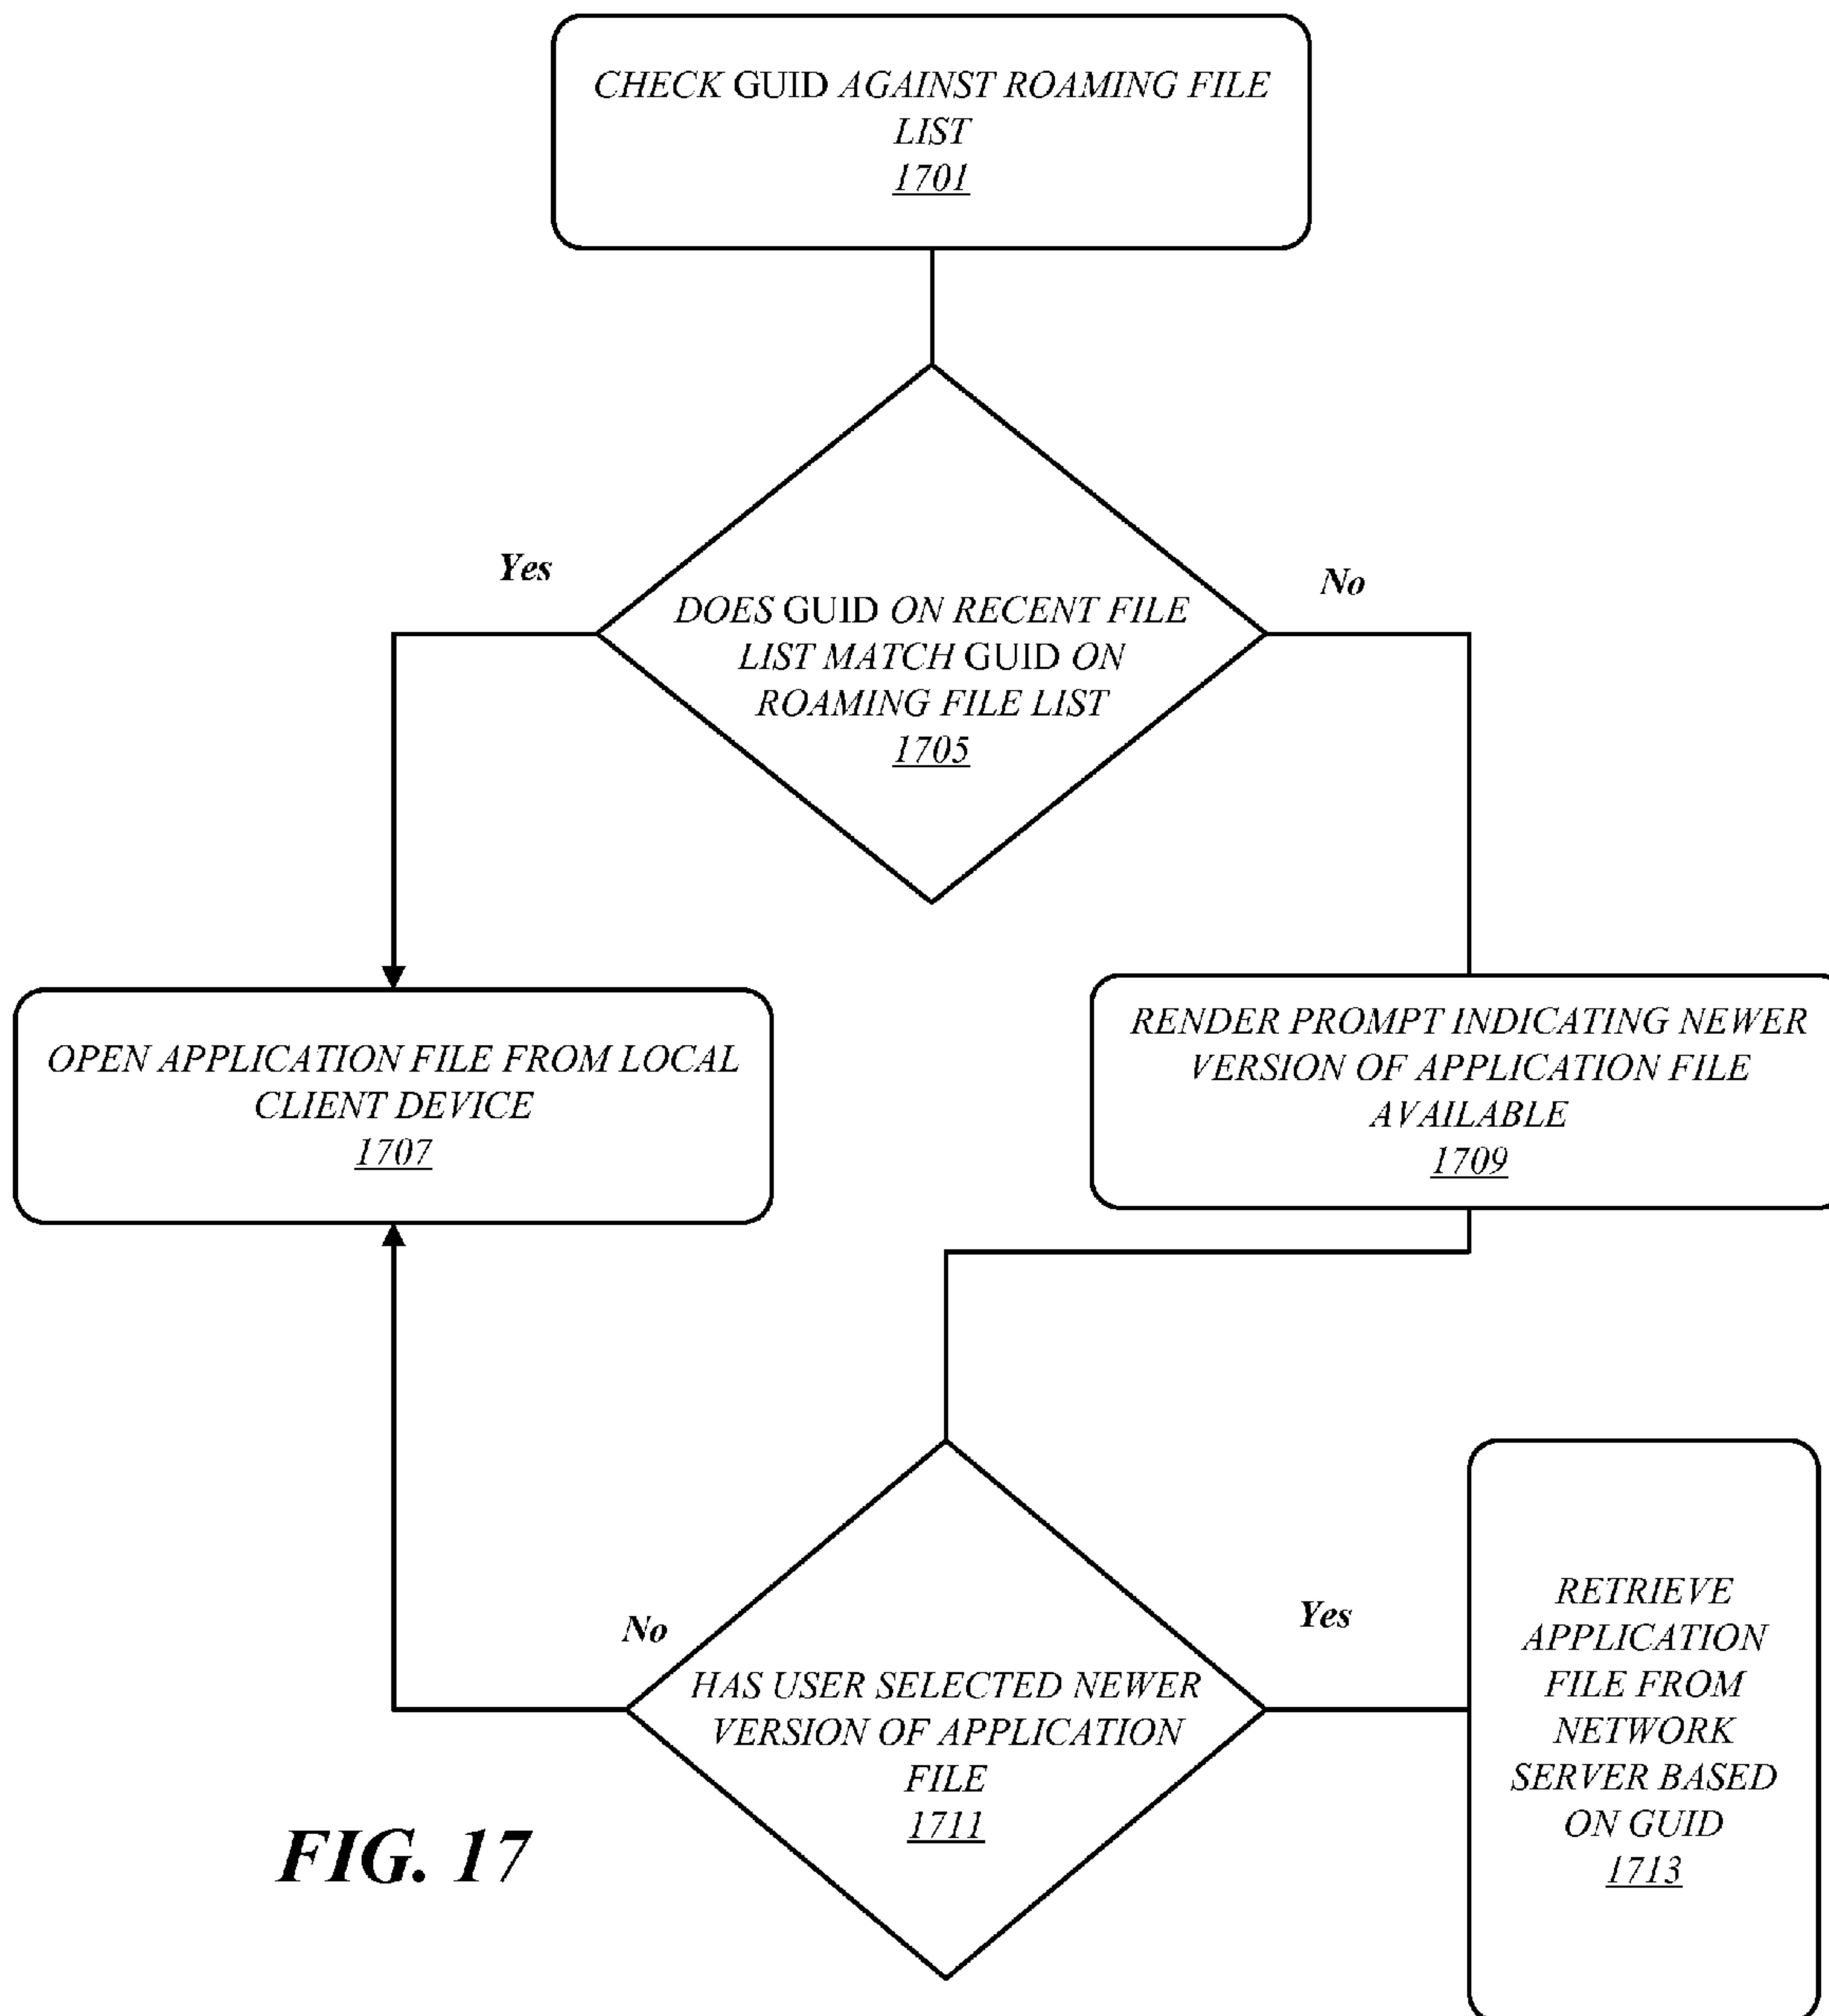 CHECK GUID AGAINST ROAMING FILE
LIST
1701
Yes
No
DOES GUID ON RECENT FILE
LIST MATCH GUID ON
ROAMING FILE LIST
1705
OPEN APPLICATION FILE FROM LOCAL
CLIENT DEVICE
1707
RENDER PROMPT INDICATING NEWER
VERSION OF APPLICATION FILE
AVAILABLE
1709
No
Yes
HAS USER SELECTED NEWER
VERSION OF APPLICATION
FILE
1711
RETRIEVE
APPLICATION
FILE FROM
NETWORK
SERVER BASED
ON GUID
1713
FIG. 17